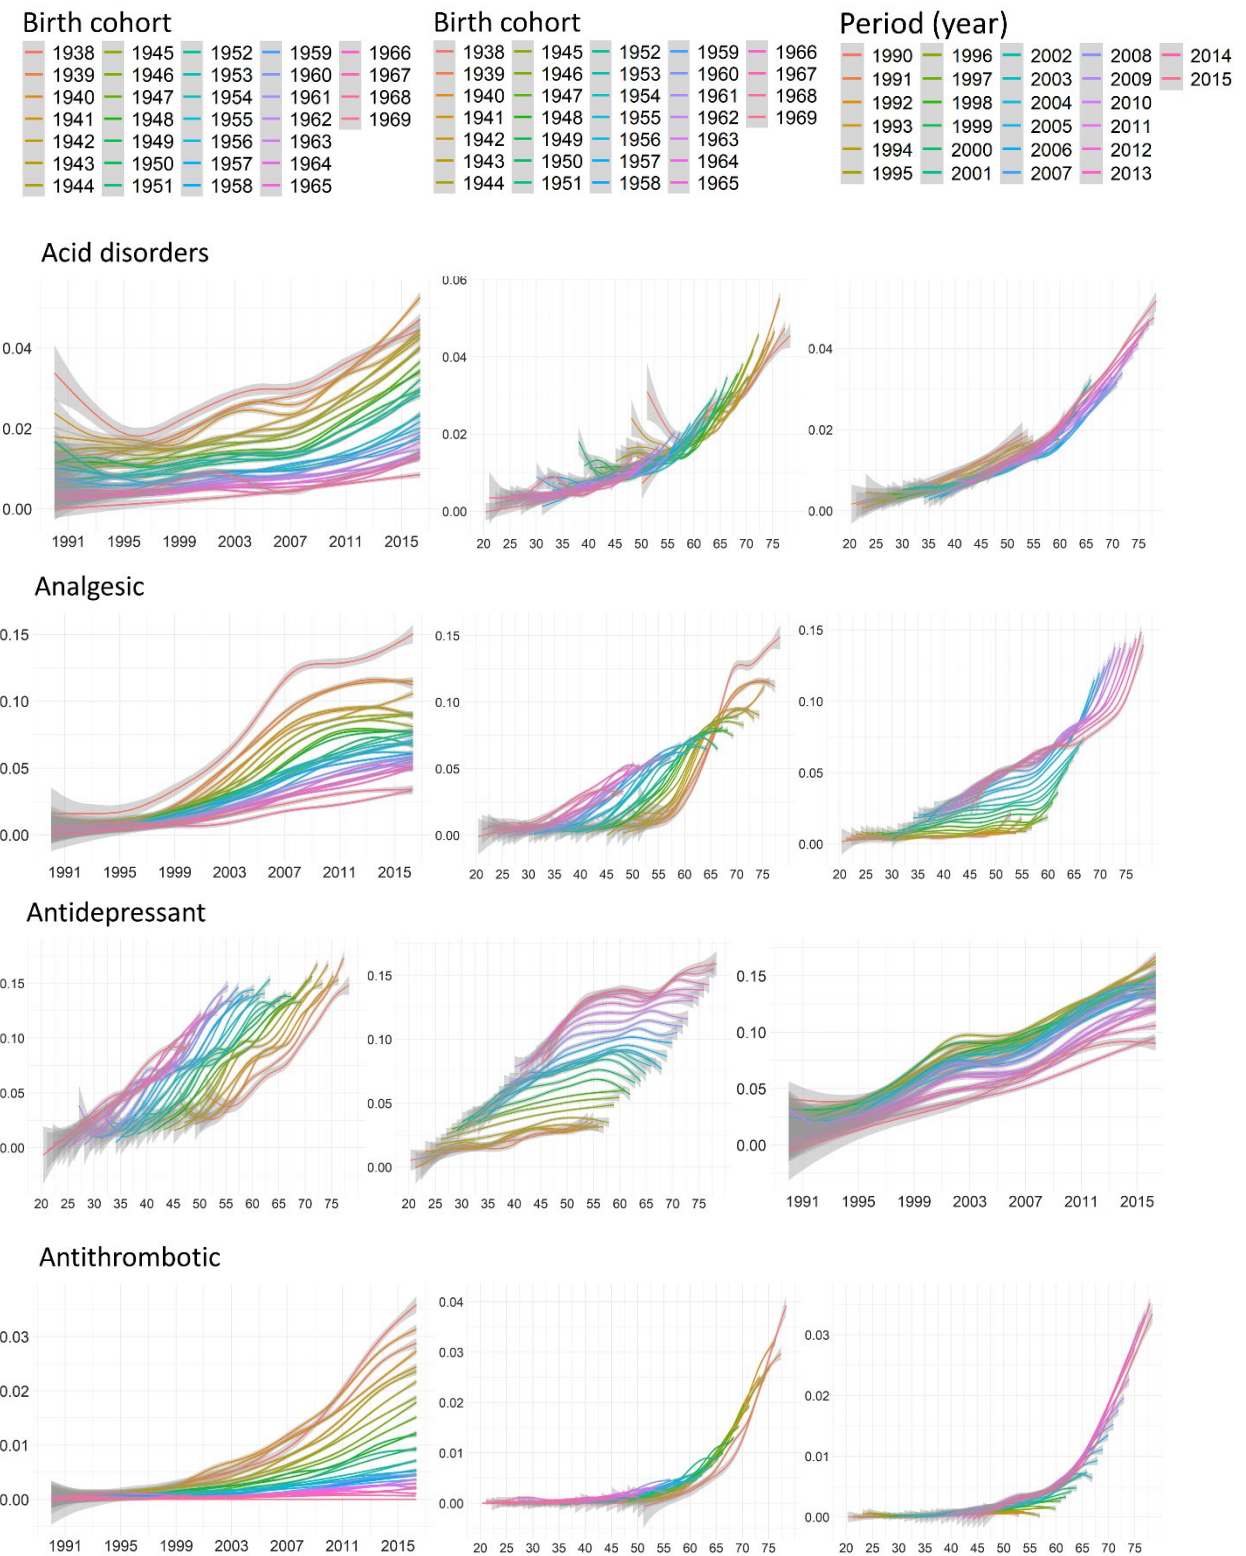 Birth cohort Birth cohort Period (year)
1938 1945 1952 1959 1966 1938 1945 1952 1959 1966 1990 1996 2002 2008 2014
1939 1946 1953 1960 1967 1939 1946 1953 1960 1967 1991 1997 2003 2009 2015
1940 1947 1954 1961 1968 1940 1947 1954 1961 1968 1992 1998 2004 2010
1941 1948 1955 1962 1969 1941 1948 1955 1962 1969 1993 1999 2005 2011
1942 1949 1956 1963 1942 1949 1956 1963 1994 2000 2006 2012
1943 1950 1957 1964 1943 1950 1957 1964 1995 2001 2007 2013
1944 1951 1958 1965 1944 1951 1958 1965
Acid disorders
0.06
0.04 0.04 0.04
0.02 0.02 0.02
0.00 0.00 0.00
1991 1995 1999 2003 2007 2011 2015 20 25 30 35 40 45 50 55 60 65 70 75 20 25 30 35 40 45 50 55 60 65 70 75
Analgesic
0.15 0.15 0.15
0.10 0.10 0.10
0.05 0.05 0.05
0.00 0.00 0.00
1991 1995 1999 2003 2007 2011 2015 20 25 30 35 40 45 50 55 60 65 70 75 20 25 30 35 40 45 50 55 60 65 70 75
Antidepressant
0.15 0.15 0.15
0.10 0.10 0.10
0.05 0.05 0.05
0.00 0.00 0.00
20 25 30 35 40 45 50 55 60 65 70 75 20 25 30 35 40 45 50 55 60 65 70 75 1991 1995 1999 2003 2007 2011 2015
Antithrombotic
0.04
0.03 0.03 0.03
0.02 0.02 0.02
0.01 0.01 0.01
0.00 0.00 0.00
1991 1995 1999 2003 2007 2011 2015 20 25 30 35 40 45 50 55 60 65 70 75 20 25 30 35 40 45 50 55 60 65 70 75